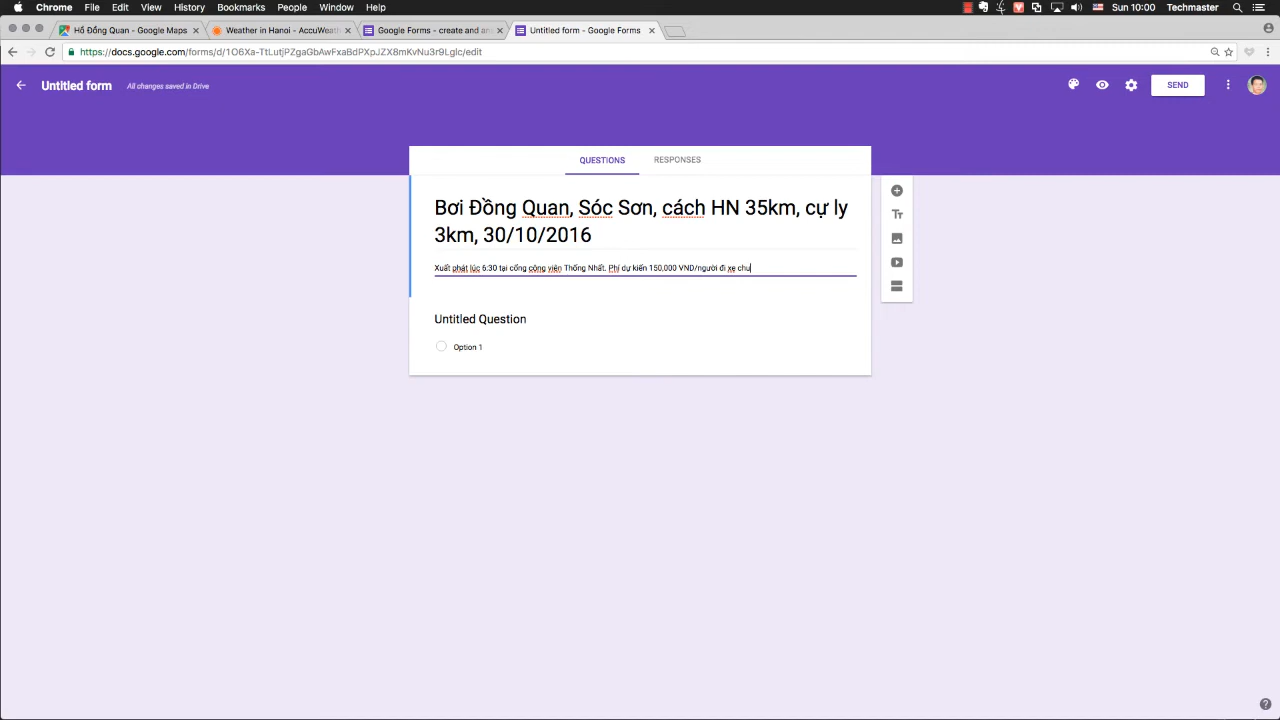 Chrome File Edit View History Bookmarks People Window Help Sun 15:00 Techmaster
Hồ Đồng Quan - Google Maps Weather in Hanoi - AccuWeat Google Forms - create and an Untitled form - Google Forms
https://docs.google.com/forms/d/1O6Xa-TtLutjPZgaGbAwFxaBdPXpJZX8mKvNu3r9Lglc/edit
Untitled form All changes saved in Drive SEND
QUESTIONS RESPONSES
Bơi Đồng Quan, Sóc Sơn, cách HN 35km, cự ly
3km, 30/10/2016
Xuất phát lúc 6:30 tại cổng công viên Thống Nhất. Phí dự kiến 150,000 VND/người đi xe chu
Untitled Question
Option 1